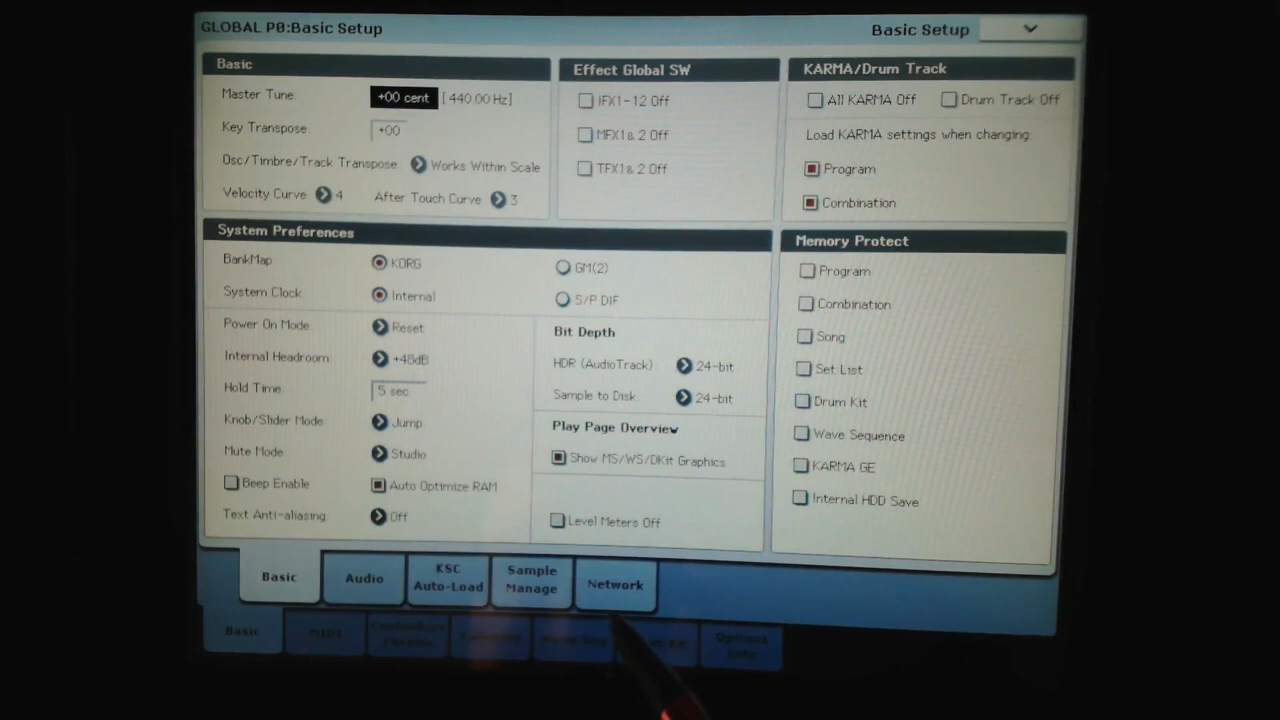 GLOBAL P0:Basic Setup
Basic Setup
Basic
Master Tune: +00 cent [ 440.00 Hz]
Key Transpose: +00
Osc/Timbre/Track Transpose: Works Within Scale
Velocity Curve: 4 After Touch Curve: 3
Effect Global SW
IFX1-12 Off
MFX1& 2 Off
TFX1& 2 Off
KARMA/Drum Track
All KARMA Off Drum Track Off
Load KARMA settings when changing:
Program
Combination
System Preferences
BankMap: KORG GM(2)
System Clock: Internal S/P DIF
Power On Mode: Reset
Internal Headroom: +48dB
Hold Time: 5 sec
Knob/Slider Mode: Jump
Mute Mode: Studio
Beep Enable Auto Optimize RAM
Text Anti-aliasing: Off
Bit Depth
HDR (AudioTrack): 24-bit
Sample to Disk: 24-bit
Play Page Overview
Show MS/WS/DKit Graphics
Level Meters Off
Memory Protect
Program
Combination
Song
Set List
Drum Kit
Wave Sequence
KARMA GE
Internal HDD Save
Basic
Audio
KSC
Auto-Load
Sample
Manage
Network
Basic
MIDI
Options
Info